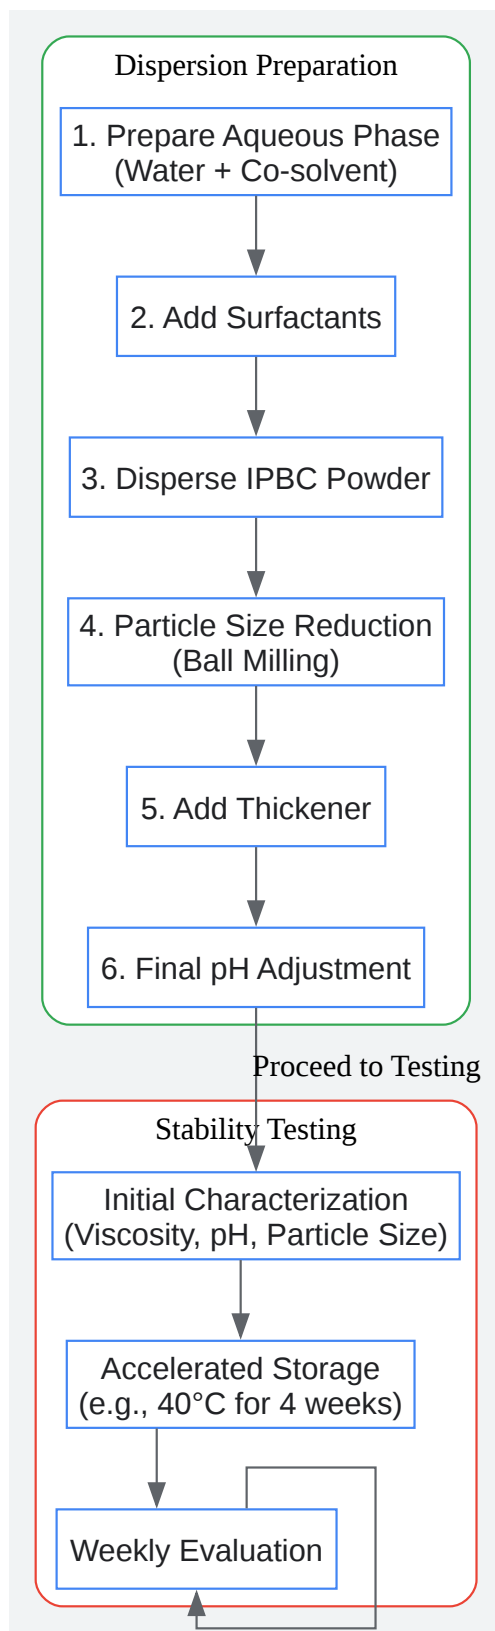 Dispersion Preparation
1. Prepare Aqueous Phase
(Water + Co-solvent)
2. Add Surfactants
3. Disperse IPBC Powder
4. Particle Size Reduction
(Ball Milling)
5. Add Thickener
6. Final pH Adjustment
Proceed to Testing
Stability Testing
Initial Characterization
(Viscosity, pH, Particle Size)
Accelerated Storage
(e.g., 40°C for 4 weeks)
Weekly Evaluation